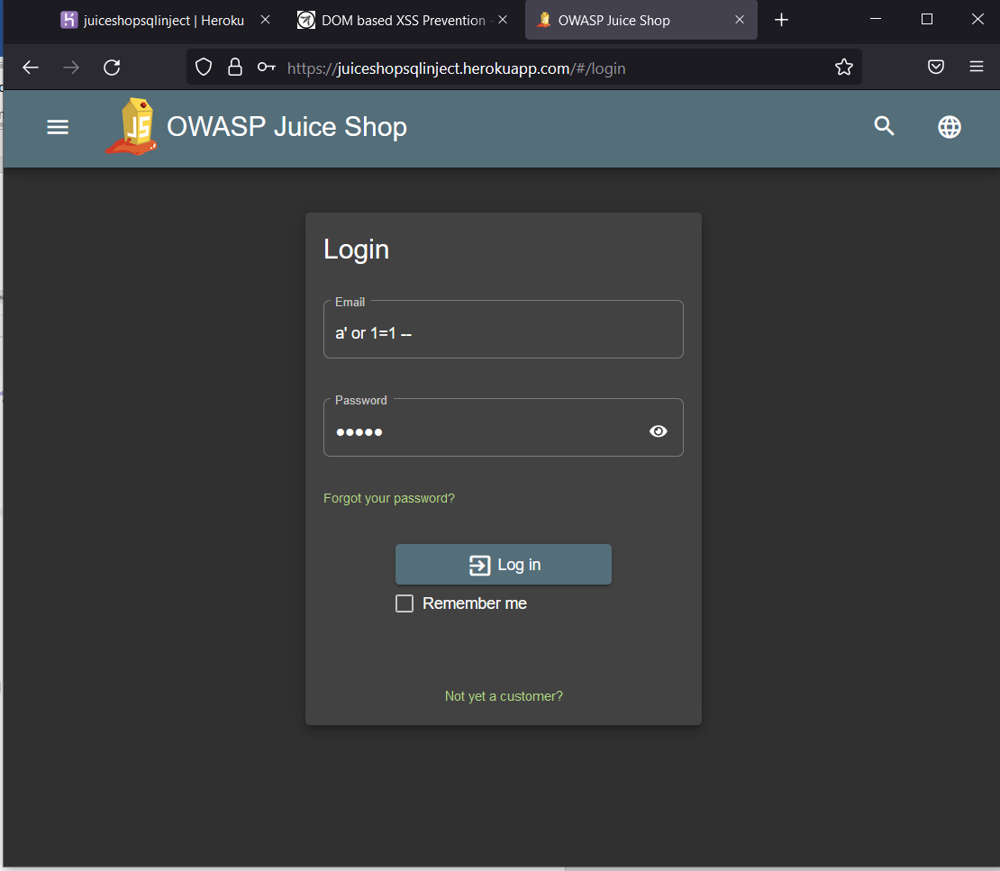 juiceshopsqlinject | Heroku
DOM based XSS Prevention -
OWASP Juice Shop
https://juiceshopsqlinject.herokuapp.com/#/login
JS
OWASP Juice Shop
Login
Email
a' or 1=1 --
Password
Forgot your password?
Log in
Remember me
Not yet a customer?